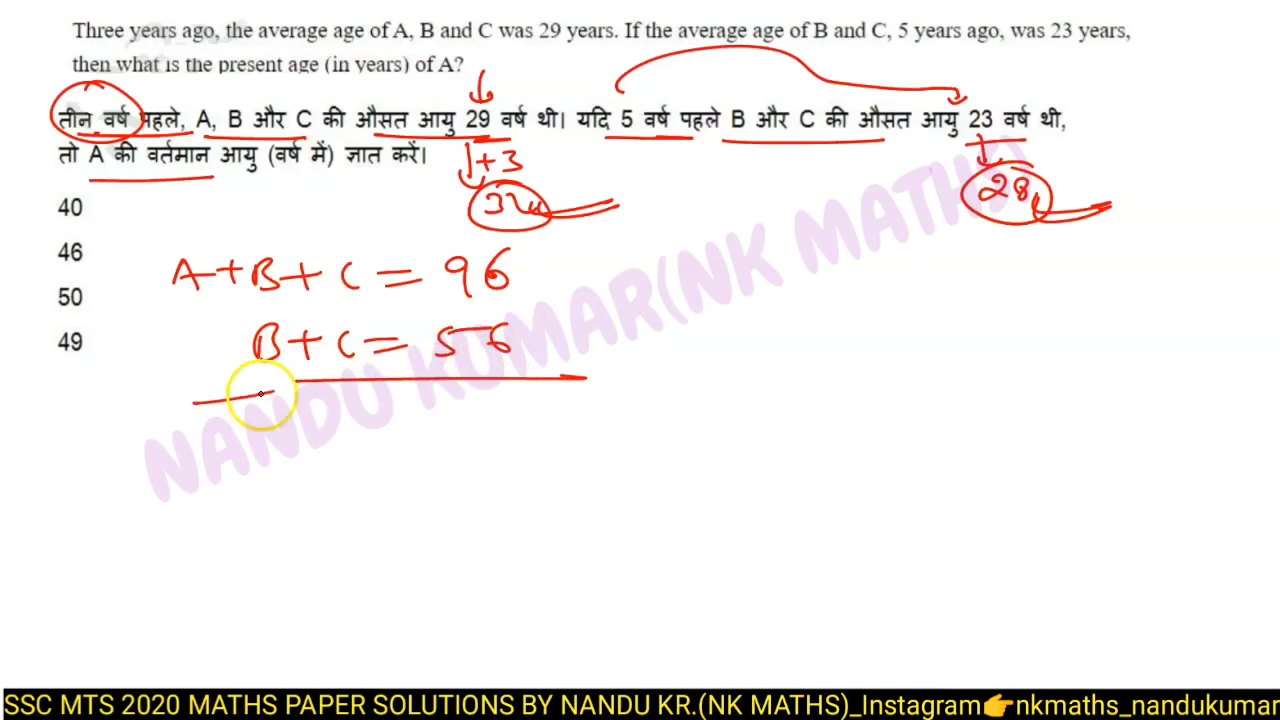 Three years ago, the average age of A, B and C was 29 years. If the average age of B and C, 5 years ago, was 23 years,
then what is the present age (in years) of A?
तीन वर्ष पहले, A, B और C की औसत आयु 29 वर्ष थी। यदि 5 वर्ष पहले B और C की औसत आयु 23 वर्ष थी,
तो A की वर्तमान आयु (वर्ष में) ज्ञात करें।
+3
32
28
40
46
50
49
A+B+C=96
B+C=56
NANDU KUMAR(NK MATHS)
SSC MTS 2020 MATHS PAPER SOLUTIONS BY NANDU KR.(NK MATHS)_Instagram👉nkmaths_nandukumar